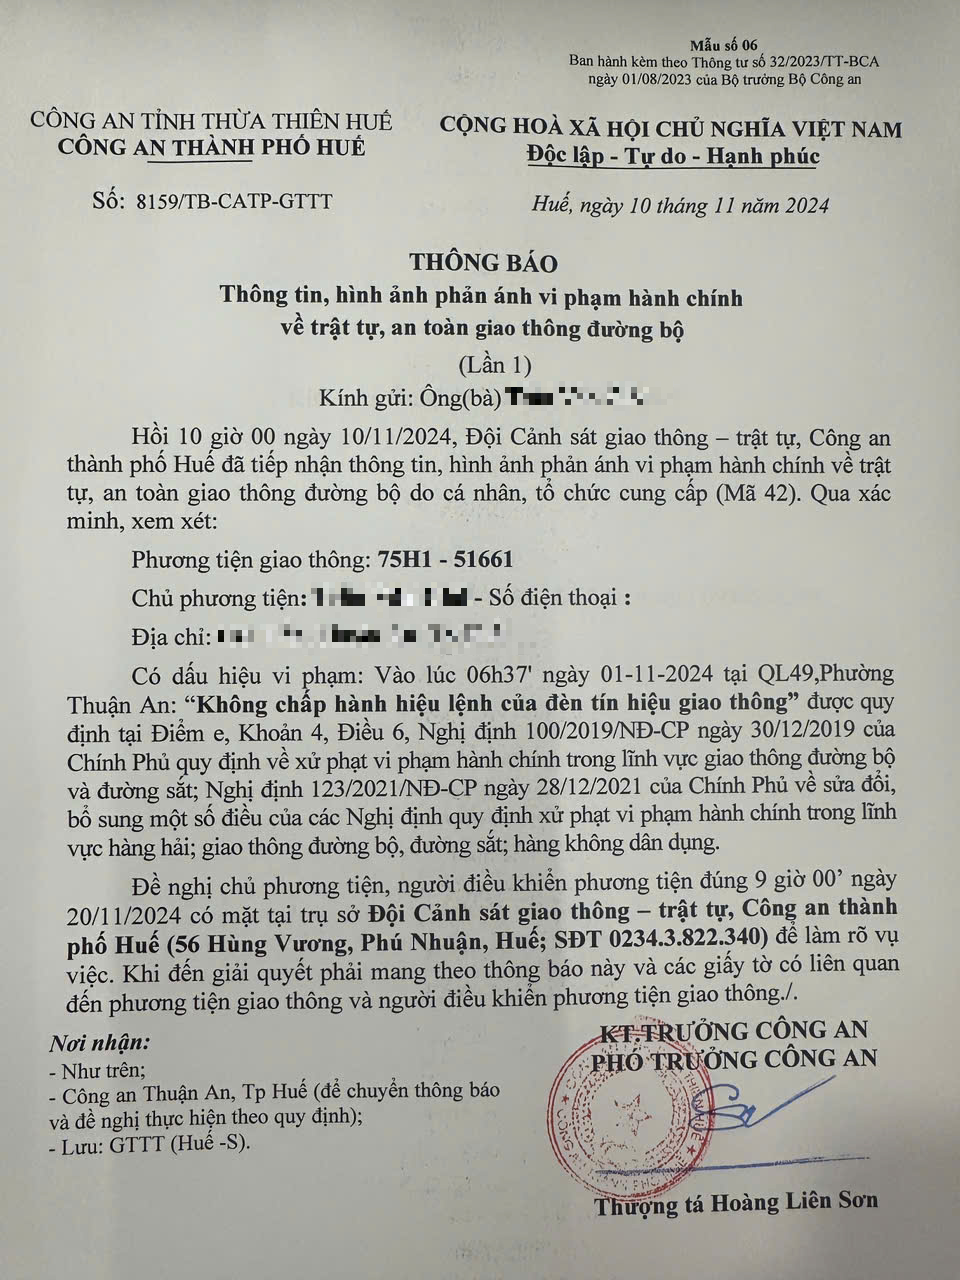 Mẫu số 06
Ban hành kèm theo Thông tư số 32/2023/TT-BCA
ngày 01/08/2023 của Bộ trưởng Bộ Công an
CÔNG AN TỈNH THỪA THIÊN HUẾ
CÔNG AN THÀNH PHỐ HUẾ
CỘNG HOÀ XÃ HỘI CHỦ NGHĨA VIỆT NAM
Độc lập - Tự do - Hạnh phúc
Số: 8159/TB-CATP-GTTT
Huế, ngày 10 tháng 11 năm 2024
THÔNG BÁO
Thông tin, hình ảnh phản ánh vi phạm hành chính
về trật tự, an toàn giao thông đường bộ
(Lần 1)
Kính gửi: Ông(bà)
Hồi 10 giờ 00 ngày 10/11/2024, Đội Cảnh sát giao thông – trật tự, Công an
thành phố Huế đã tiếp nhận thông tin, hình ảnh phản ánh vi phạm hành chính về trật
tự, an toàn giao thông đường bộ do cá nhân, tổ chức cung cấp (Mã 42). Qua xác
minh, xem xét:
Phương tiện giao thông: 75H1 - 51661
Chủ phương tiện: - Số điện thoại :
Địa chỉ:
Có dấu hiệu vi phạm: Vào lúc 06h37' ngày 01-11-2024 tại QL49,Phường
Thuận An: “Không chấp hành hiệu lệnh của đèn tín hiệu giao thông” được quy
định tại Điểm e, Khoản 4, Điều 6, Nghị định 100/2019/NĐ-CP ngày 30/12/2019 của
Chính Phủ quy định về xử phạt vi phạm hành chính trong lĩnh vực giao thông đường bộ
và đường sắt; Nghị định 123/2021/NĐ-CP ngày 28/12/2021 của Chính Phủ về sửa đổi,
bổ sung một số điều của các Nghị định quy định xử phạt vi phạm hành chính trong lĩnh
vực hàng hải; giao thông đường bộ, đường sắt; hàng không dân dụng.
Đề nghị chủ phương tiện, người điều khiển phương tiện đúng 9 giờ 00’ ngày
20/11/2024 có mặt tại trụ sở Đội Cảnh sát giao thông – trật tự, Công an thành
phố Huế (56 Hùng Vương, Phú Nhuận, Huế; SĐT 0234.3.822.340) để làm rõ vụ
việc. Khi đến giải quyết phải mang theo thông báo này và các giấy tờ có liên quan
đến phương tiện giao thông và người điều khiển phương tiện giao thông./.
Nơi nhận:
- Như trên;
- Công an Thuận An, Tp Huế (để chuyển thông báo
và đề nghị thực hiện theo quy định);
- Lưu: GTTT (Huế -S).
KT.TRƯỞNG CÔNG AN
PHÓ TRƯỞNG CÔNG AN
Thượng tá Hoàng Liên Sơn